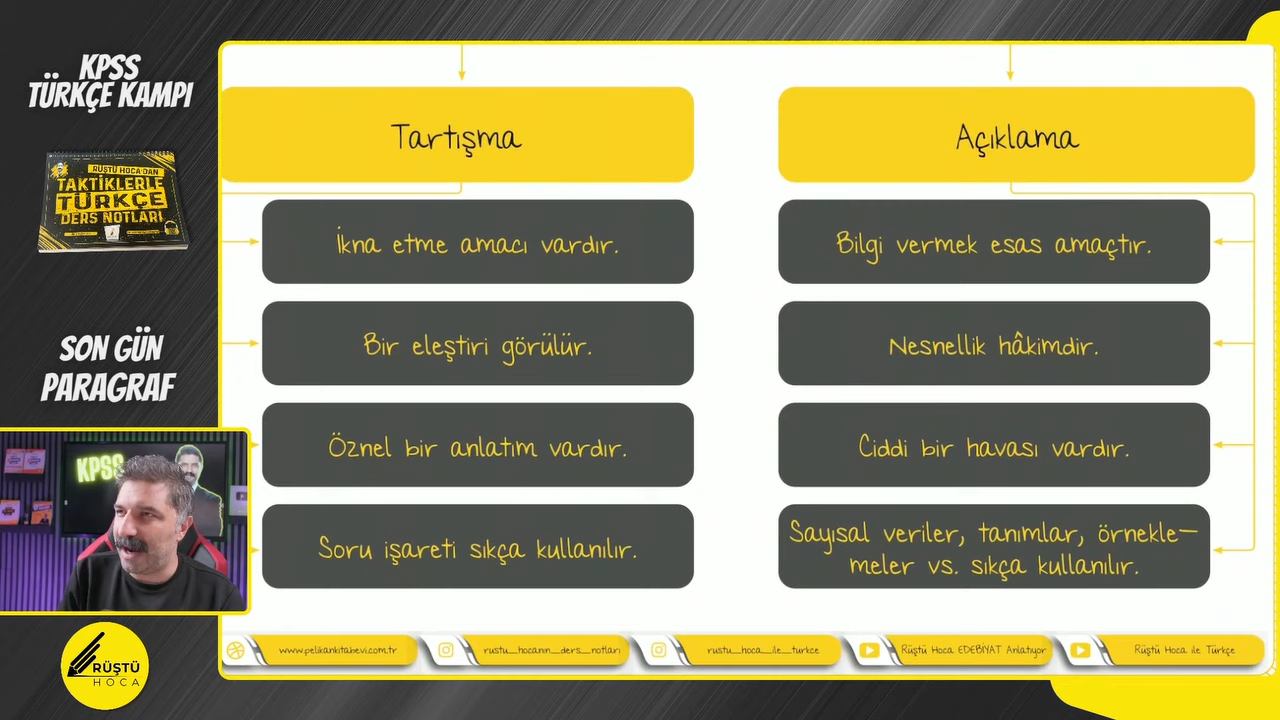 KPSS
TÜRKÇE KAMPI
RÜŞTÜ HOCA'DAN
TAKTİKLERLE
TÜRKÇE
DERS NOTLARI
SON GÜN
PARAGRAF
KPSS
RÜŞTÜ
HOCA
Tartışma
İkna etme amacı vardır.
Bir eleştiri görülür.
Öznel bir anlatım vardır.
Soru işareti sıkça kullanılır.
Açıklama
Bilgi vermek esas amaçtır.
Nesnellik hâkimdir.
Ciddi bir havası vardır.
Sayısal veriler, tanımlar, örnekle-
meler vs. sıkça kullanılır.
www.pelikankitabevi.com.tr
rustu_hocanın_ders_notları
rustu_hoca_ile_turkce
Rüştü Hoca EDEBİYAT Anlatıyor
Rüştü Hoca ile Türkçe